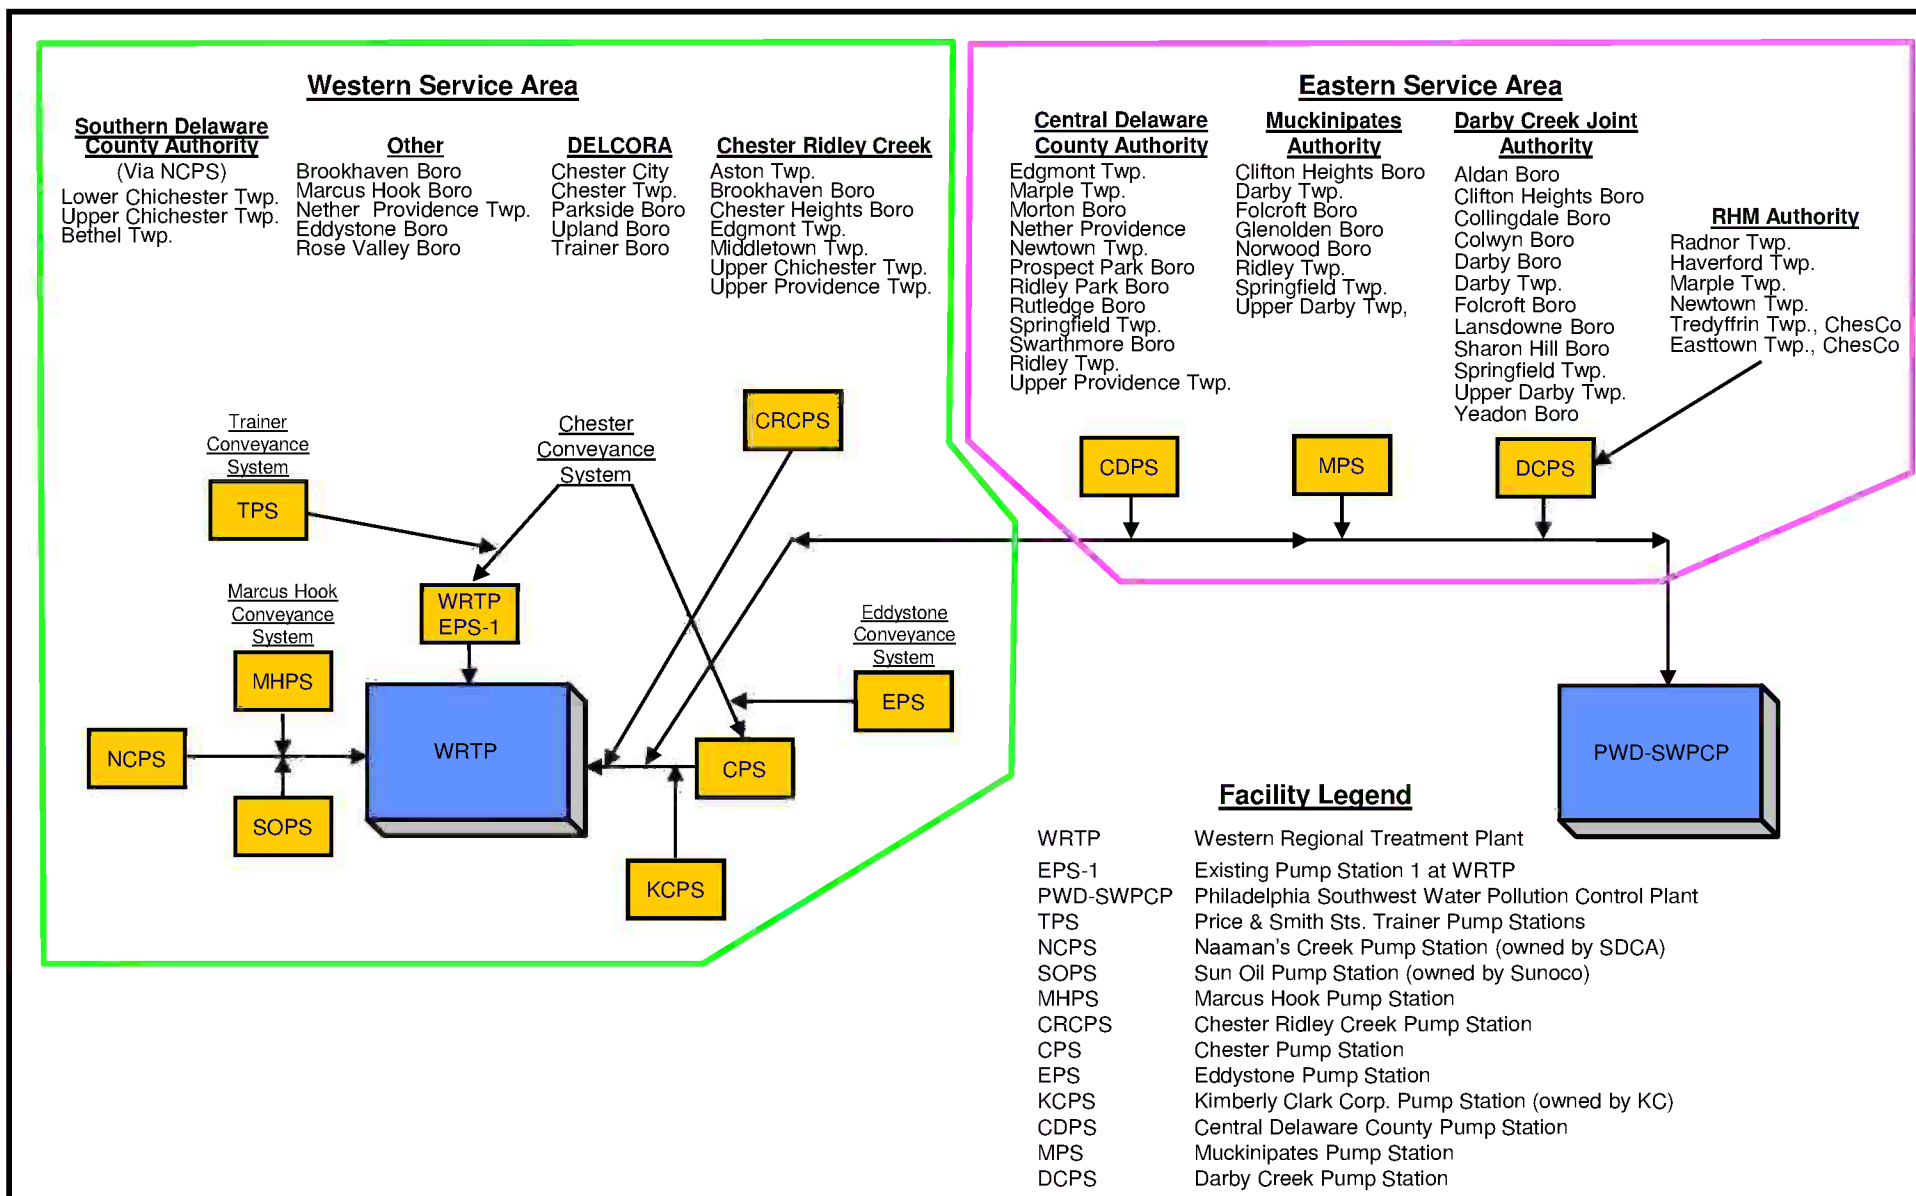 Western Service Area
Southern Delaware
County Authority
(Via NCPS)
Lower Chichester Twp.
Upper Chichester Twp.
Bethel Twp.
Other
Brookhaven Boro
Marcus Hook Boro
Nether Providence Twp.
Eddystone Boro
Rose Valley Boro
DELCORA
Chester City
Chester Twp.
Parkside Boro
Upland Boro
Trainer Boro
Chester Ridley Creek
Aston Twp.
Brookhaven Boro
Chester Heights Boro
Edgmont Twp.
Middletown Twp.
Upper Chichester Twp.
Upper Providence Twp.
Eastern Service Area
Central Delaware
County Authority
Edgmont Twp.
Marple Twp.
Morton Boro
Nether Providence
Newtown Twp.
Prospect Park Boro
Ridley Park Boro
Rutledge Boro
Springfield Twp.
Swarthmore Boro
Ridley Twp.
Upper Providence Twp.
Muckinipates
Authority
Clifton Heights Boro
Darby Twp.
Folcroft Boro
Glenolden Boro
Norwood Boro
Ridley Twp.
Springfield Twp.
Upper Darby Twp,
Darby Creek Joint
Authority
Aldan Boro
Clifton Heights Boro
Collingdale Boro
Colwyn Boro
Darby Boro
Darby Twp.
Folcroft Boro
Lansdowne Boro
Sharon Hill Boro
Springfield Twp.
Upper Darby Twp.
Yeadon Boro
RHM Authority
Radnor Twp.
Haverford Twp.
Marple Twp.
Newtown Twp.
Tredyffrin Twp., ChesCo
Easttown Twp., ChesCo
Trainer
Conveyance
System
TPS
Chester
Conveyance
System
CRCPS
CDPS
MPS
DCPS
Marcus Hook
Conveyance
System
MHPS
WRTP
EPS-1
Eddystone
Conveyance
System
EPS
NCPS
WRTP
CPS
SOPS
KCPS
PWD-SWPCP
Facility Legend
WRTP Western Regional Treatment Plant
EPS-1 Existing Pump Station 1 at WRTP
PWD-SWPCP Philadelphia Southwest Water Pollution Control Plant
TPS Price & Smith Sts. Trainer Pump Stations
NCPS Naaman's Creek Pump Station (owned by SDCA)
SOPS Sun Oil Pump Station (owned by Sunoco)
MHPS Marcus Hook Pump Station
CRCPS Chester Ridley Creek Pump Station
CPS Chester Pump Station
EPS Eddystone Pump Station
KCPS Kimberly Clark Corp. Pump Station (owned by KC)
CDPS Central Delaware County Pump Station
MPS Muckinipates Pump Station
DCPS Darby Creek Pump Station